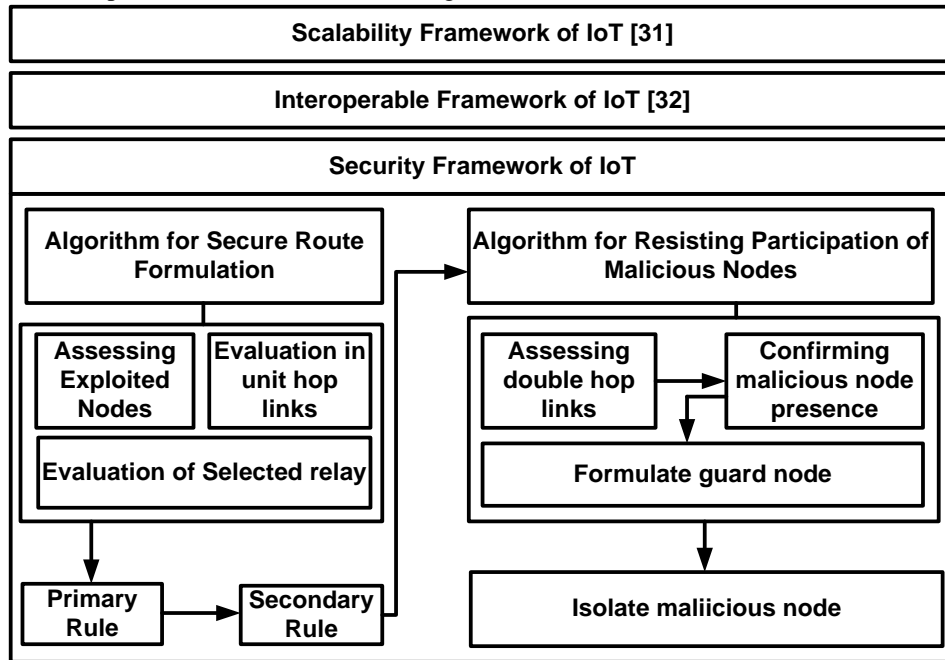 Scalability Framework of IoT [31]
Interoperable Framework of IoT [32]
Security Framework of IoT
Algorithm for Secure Route
Formulation
Assessing
Exploited
Nodes
Evaluation in
unit hop
links
Evaluation of Selected relay
Primary
Rule
Secondary
Rule
Algorithm for Resisting Participation of
Malicious Nodes
Assessing
double hop
links
Confirming
malicious node
presence
Formulate guard node
Isolate maliicious node